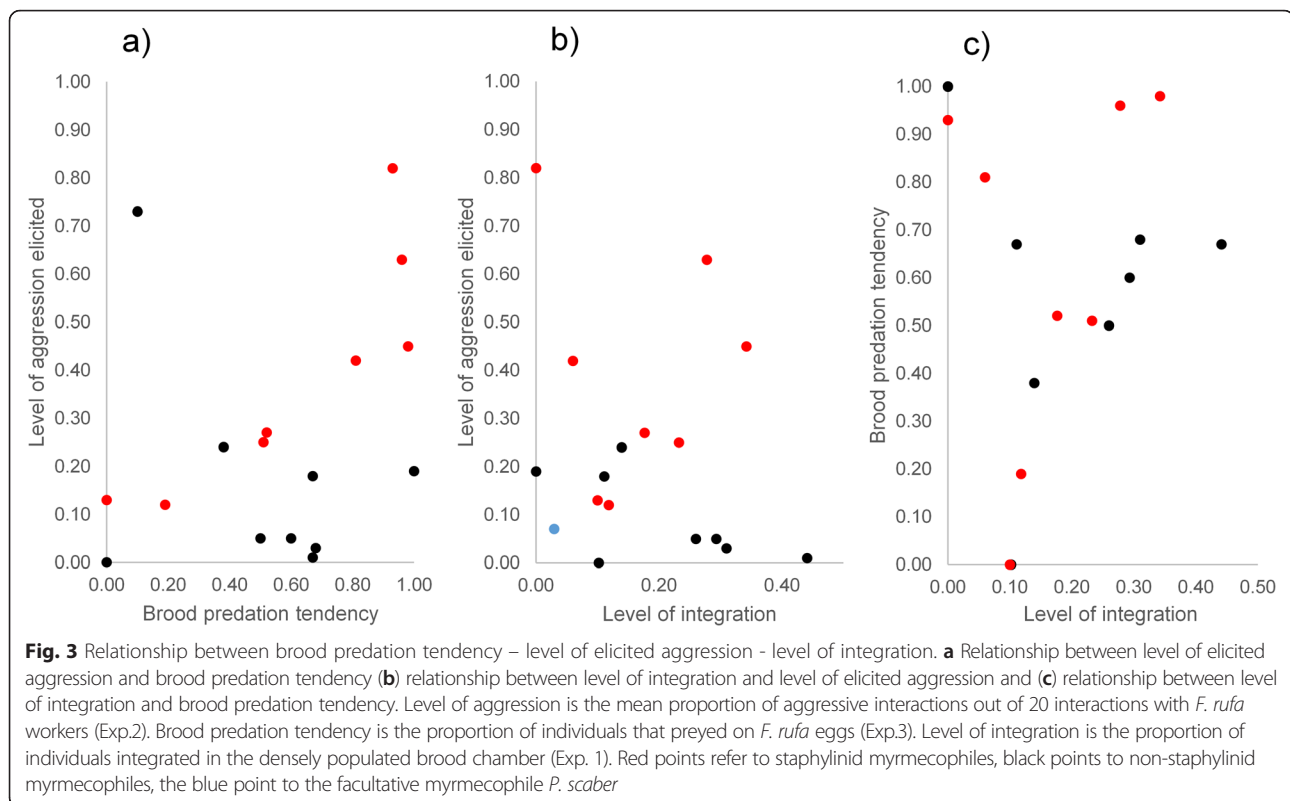 a)
1.00
0.90
0.80
0.70
0.60
0.50
0.40
0.30
0.20
0.10
0.00
Level of aggression elicited
0.00 0.20 0.40 0.60 0.80 1.00
Brood predation tendency
b)
1.00
0.90
0.80
0.70
0.60
0.50
0.40
0.30
0.20
0.10
0.00
Level of aggression elicited
0.00 0.20 0.40
Level of integration
c)
1.00
0.90
0.80
0.70
0.60
0.50
0.40
0.30
0.20
0.10
0.00
Brood predation tendency
0.00 0.10 0.20 0.30 0.40 0.50
Level of integration
Fig. 3 Relationship between brood predation tendency – level of elicited aggression - level of integration. a Relationship between level of elicited
aggression and brood predation tendency (b) relationship between level of integration and level of elicited aggression and (c) relationship between level
of integration and brood predation tendency. Level of aggression is the mean proportion of aggressive interactions out of 20 interactions with F. rufa
workers (Exp.2). Brood predation tendency is the proportion of individuals that preyed on F. rufa eggs (Exp.3). Level of integration is the proportion of
individuals integrated in the densely populated brood chamber (Exp. 1). Red points refer to staphylinid myrmecophiles, black points to non-staphylinid
myrmecophiles, the blue point to the facultative myrmecophile P. scaber